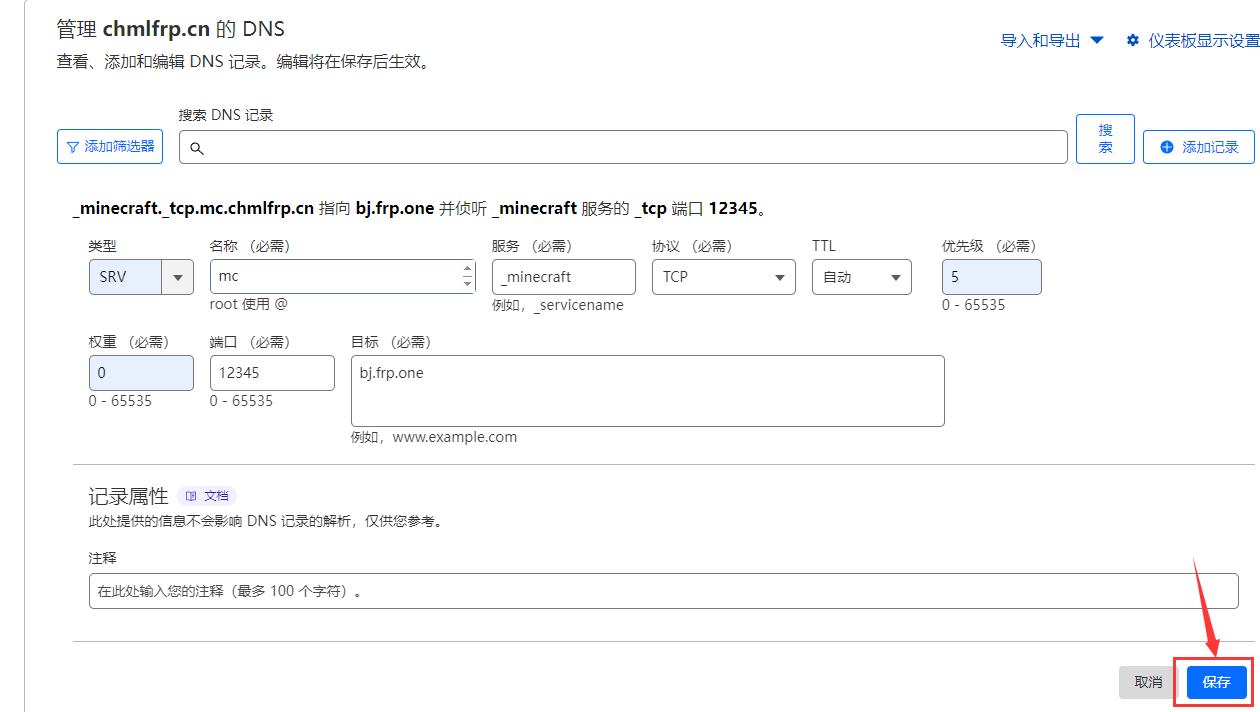 管理 chmlfrp.cn 的 DNS
导入和导出
仪表板显示设置
查看、添加和编辑 DNS 记录。编辑将在保存后生效。
搜索 DNS 记录
添加筛选器
搜
索
添加记录
_minecraft._tcp.mc.chmlfrp.cn 指向 bj.frp.one 并侦听 _minecraft 服务的 _tcp 端口 12345。
类型 名称 (必需) 服务 (必需) 协议 (必需) TTL 优先级 (必需)
SRV mc _minecraft TCP 自动 5
root 使用 @ 例如，_servicename 0 - 65535
权重 (必需) 端口 (必需) 目标 (必需)
0 12345 bj.frp.one
0 - 65535 0 - 65535
例如，www.example.com
记录属性 文档
此处提供的信息不会影响 DNS 记录的解析，仅供您参考。
注释
在此处输入您的注释（最多 100 个字符）。
取消 保存